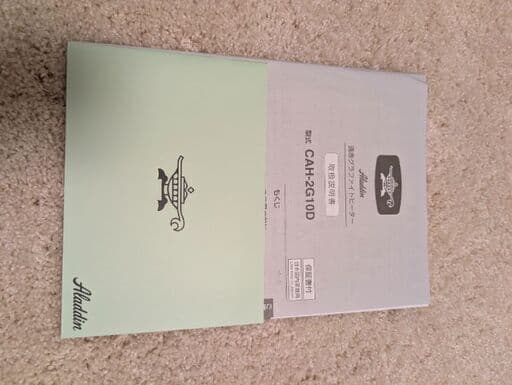 Aladdin
Aladdin
遠赤グラファイトヒーター
取扱説明書
型式 CAH-2G10D
もくじ
保証書付